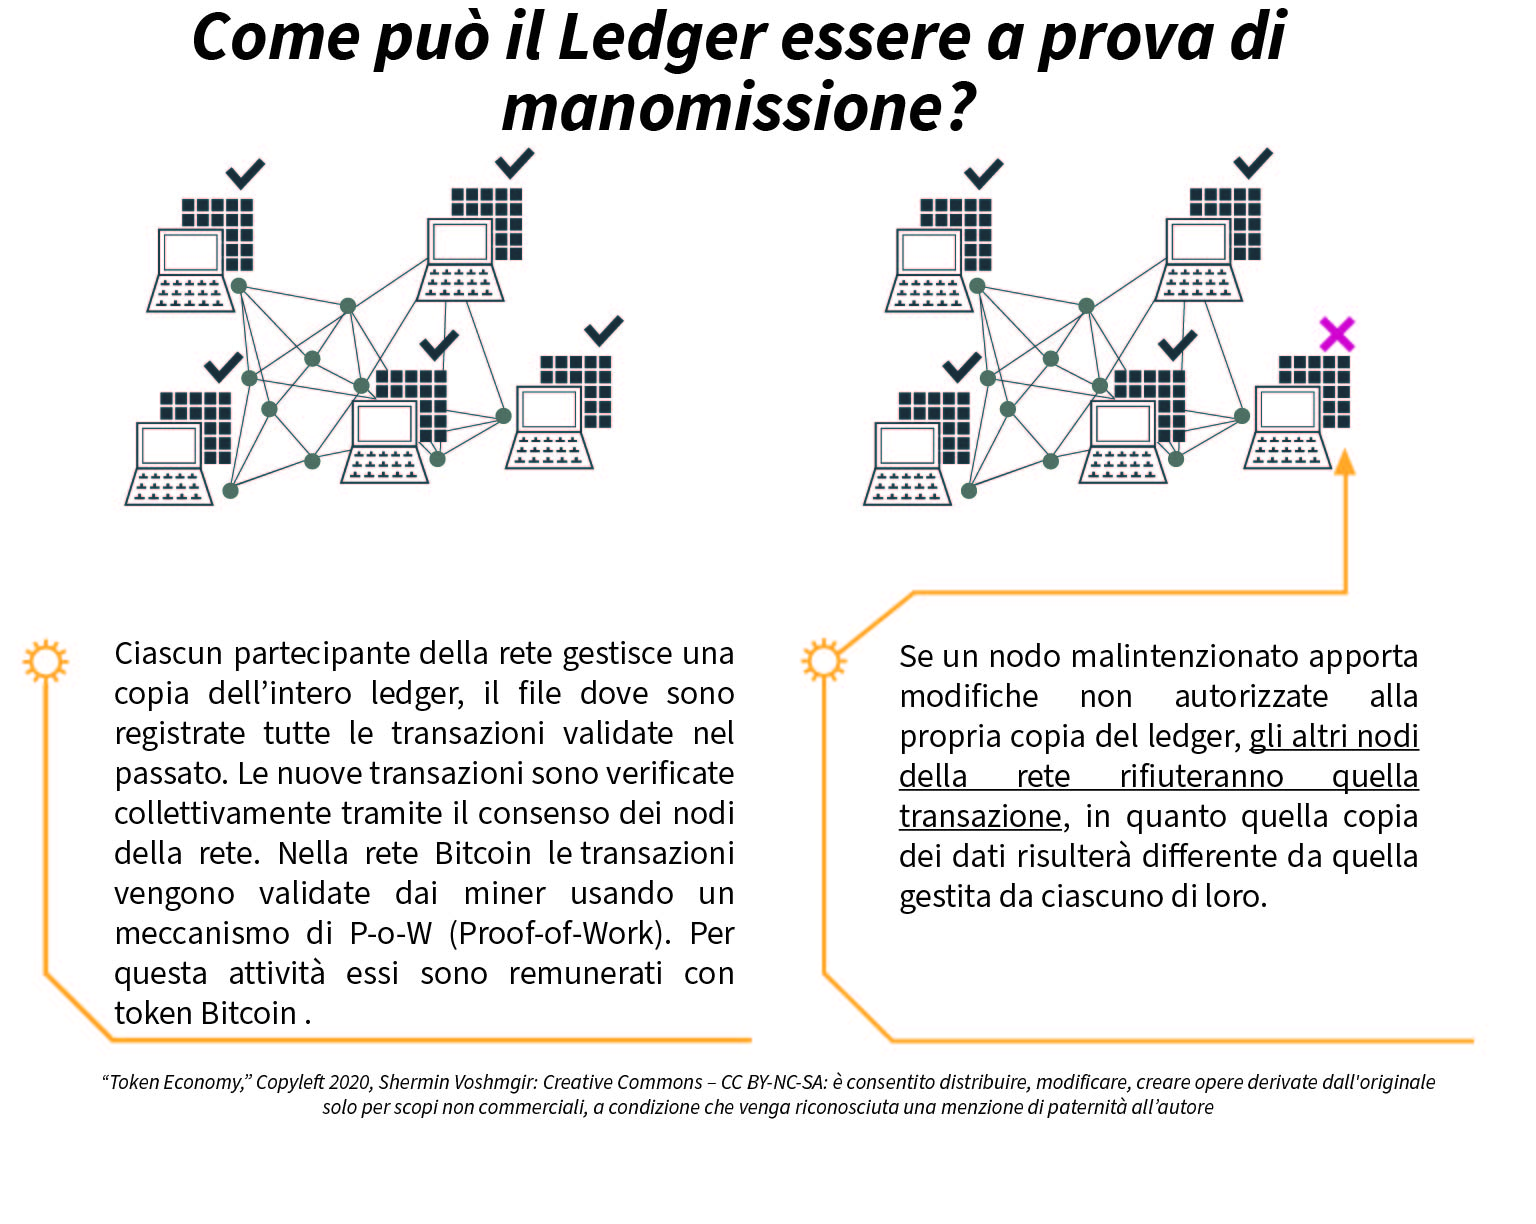 Come può il Ledger essere a prova di
manomissione?
Ciascun partecipante della rete gestisce una
copia dell’intero ledger, il file dove sono
registrate tutte le transazioni validate nel
passato. Le nuove transazioni sono verificate
collettivamente tramite il consenso dei nodi
della rete. Nella rete Bitcoin le transazioni
vengono validate dai miner usando un
meccanismo di P-o-W (Proof-of-Work). Per
questa attività essi sono remunerati con
token Bitcoin .
Se un nodo malintenzionato apporta
modifiche non autorizzate alla
propria copia del ledger, gli altri nodi
della rete rifiuteranno quella
transazione, in quanto quella copia
dei dati risulterà differente da quella
gestita da ciascuno di loro.
“Token Economy,” Copyleft 2020, Shermin Voshmgir: Creative Commons – CC BY-NC-SA: è consentito distribuire, modificare, creare opere derivate dall'originale
solo per scopi non commerciali, a condizione che venga riconosciuta una menzione di paternità all’autore